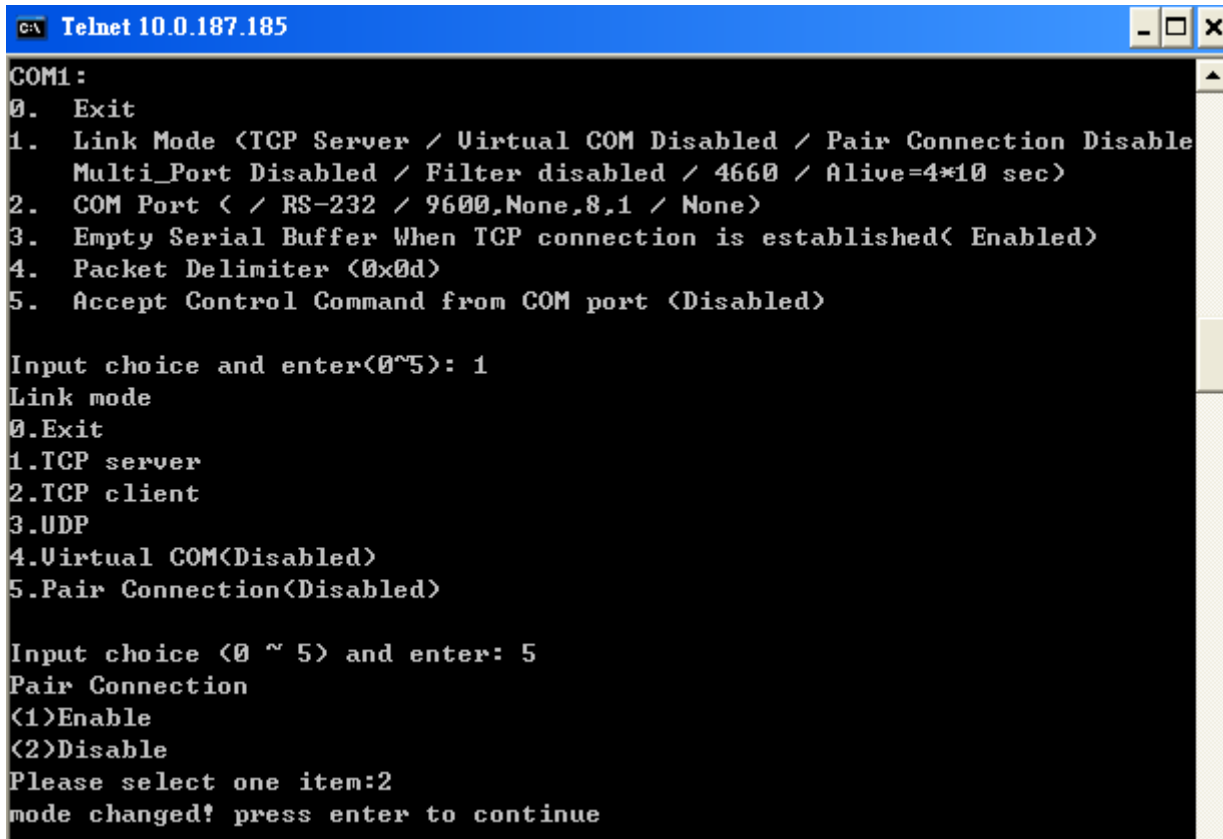 Telnet 10.0.187.185
COM1:
0. Exit
1. Link Mode (TCP Server / Virtual COM Disabled / Pair Connection Disable
Multi_Port Disabled / Filter disabled / 4660 / Alive=4*10 sec)
2. COM Port ( / RS-232 / 9600,None,8,1 / None)
3. Empty Serial Buffer When TCP connection is established( Enabled)
4. Packet Delimiter (0x0d)
5. Accept Control Command from COM port (Disabled)
Input choice and enter(0~5): 1
Link mode
0.Exit
1.TCP server
2.TCP client
3.UDP
4.Virtual COM(Disabled)
5.Pair Connection(Disabled)
Input choice (0 ~ 5) and enter: 5
Pair Connection
(1)Enable
(2)Disable
Please select one item:2
mode changed! press enter to continue